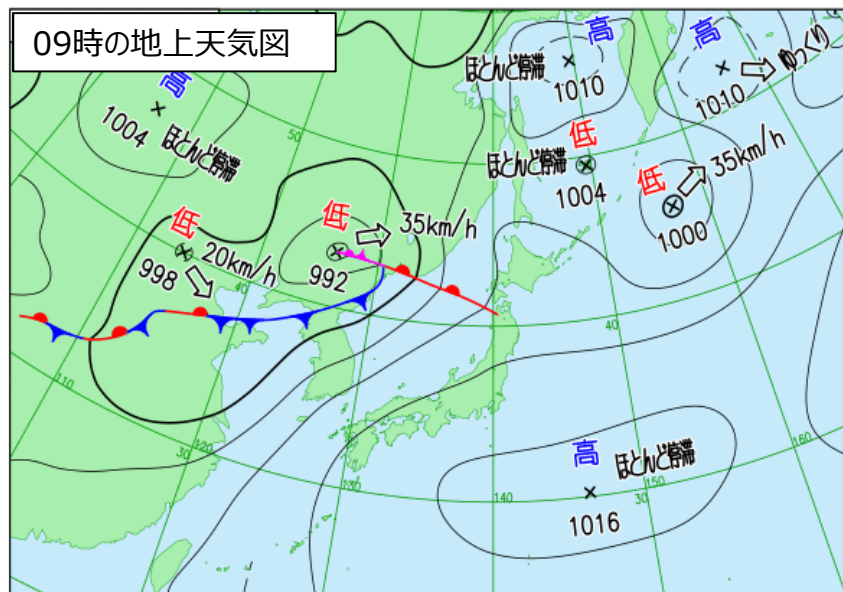 09時の地上天気図
高
1004
ほとんど停滞
高
ほとんど停滞
1010
高
1010
ゆっくり
低
ほとんど停滞
1004
低
35km/h
1000
低
20km/h
998
低
35km/h
992
高
ほとんど停滞
1016
50
40
40
110
120
30
130
140
30
150
160